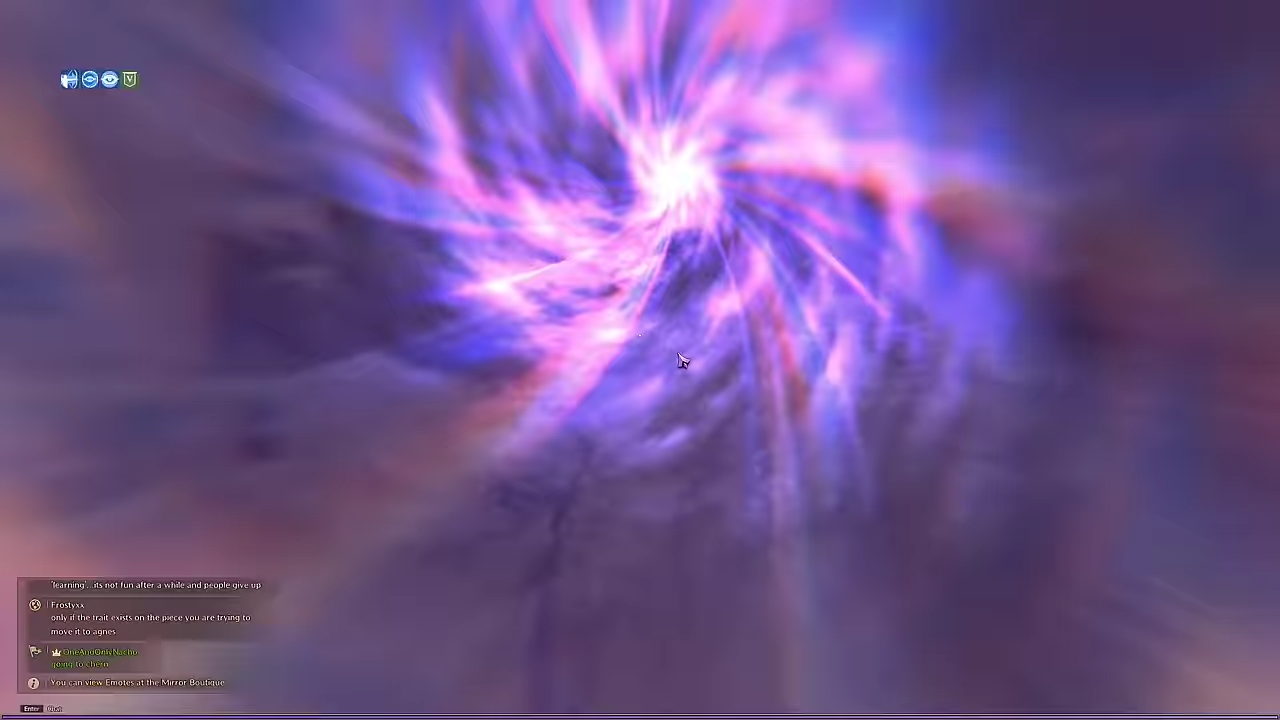 V
'learning'.. its not fun after a while and people give up
Frostyxx
only if the trait exists on the piece you are trying to
move it to agnes
OneAndOnlyNacho
going to chern
You can view Emotes at the Mirror Boutique
Enter Chat